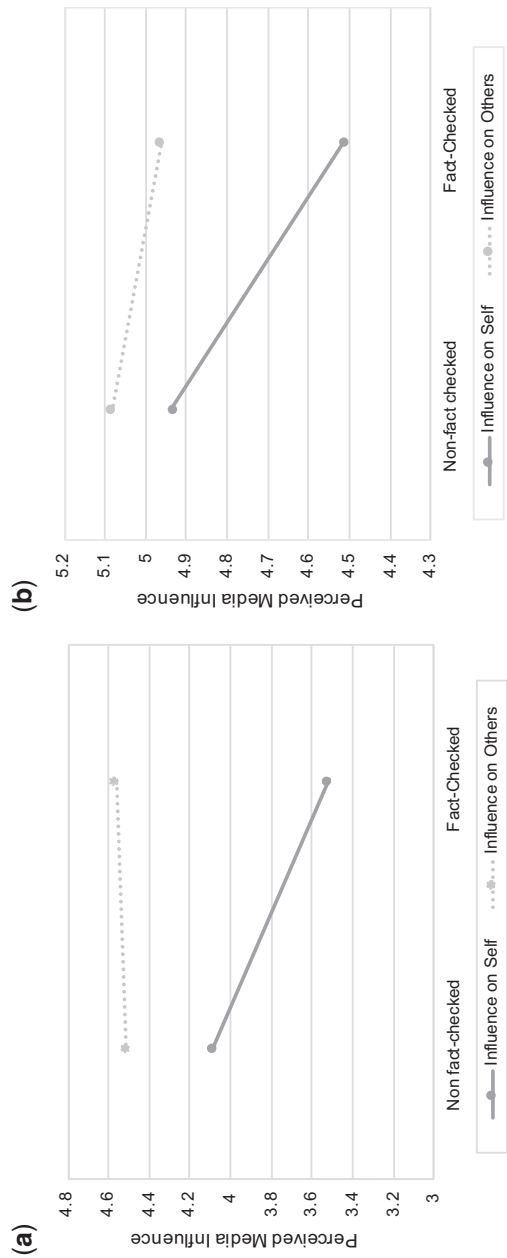 (a)
4.8
4.6
4.4
4.2
4
3.8
3.6
3.4
3.2
3
Perceived Media Influence
Non fact-checked Fact-Checked
Influence on Self Influence on Others
(b)
5.2
5.1
5
4.9
4.8
4.7
4.6
4.5
4.4
4.3
Perceived Media Influence
Non-fact checked Fact-Checked
Influence on Self Influence on Others